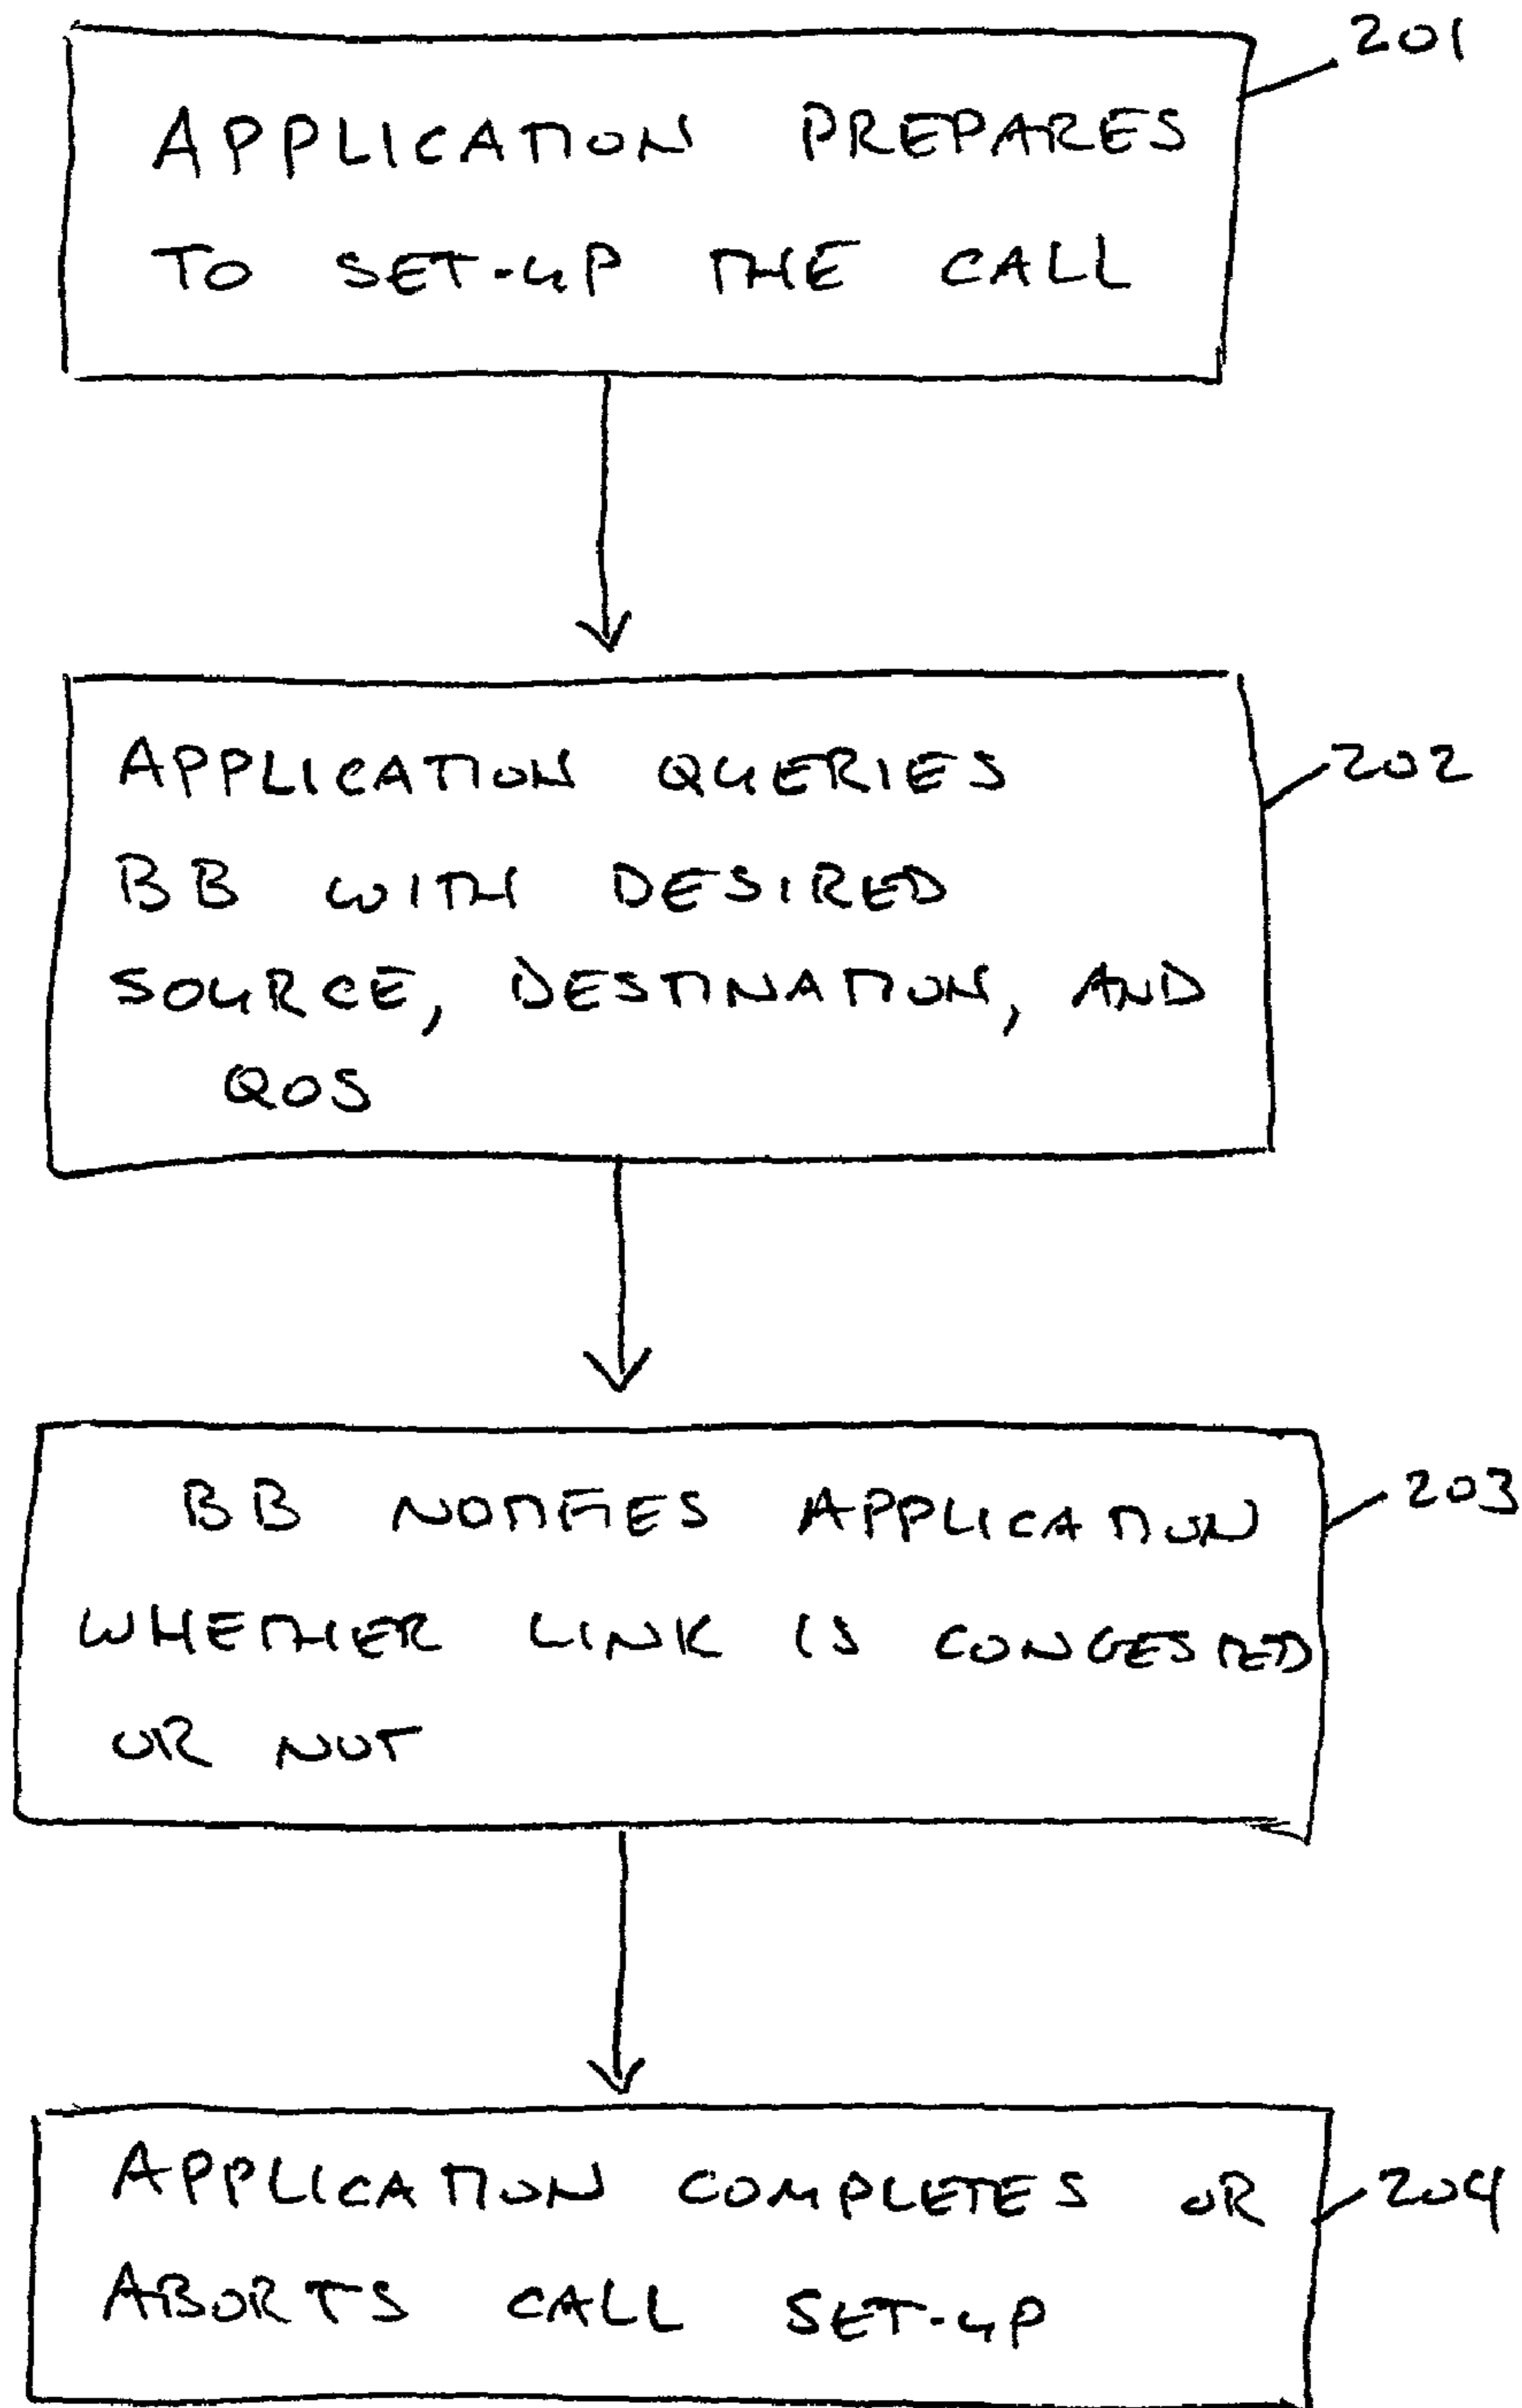 201
APPLICATION PREPARES
TO SET-UP THE CALL
APPLICATION QUERIES
202
BB WITH DESIRED
SOURCE, DESTINATION, AND
QOS
BB NOTIFIES APPLICATION
203
WHETHER LINK IS CONGESTED
OR NOT
APPLICATION COMPLETES OR
204
ABORTS CALL SET-UP